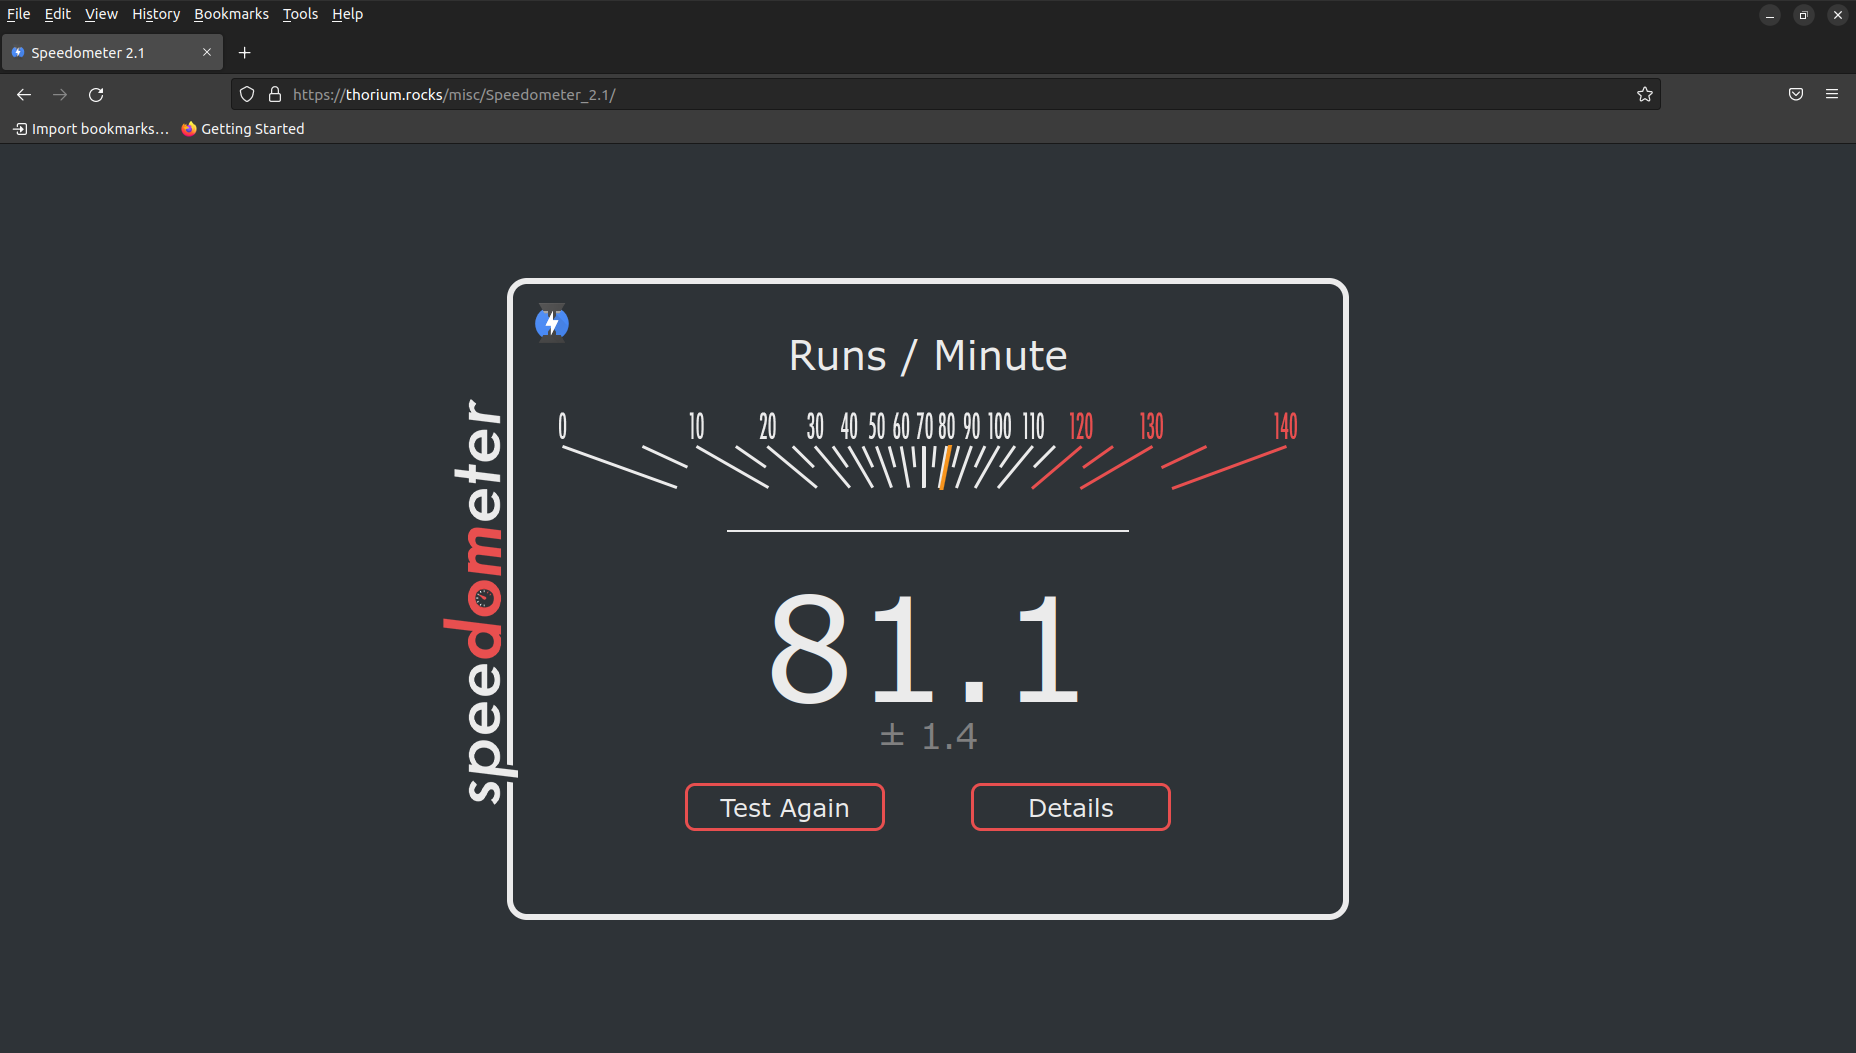 File Edit View History Bookmarks Tools Help
Speedometer 2.1
https://thorium.rocks/misc/Speedometer_2.1/
Import bookmarks… Getting Started
Runs / Minute
0 10 20 30 40 50 60 70 80 90 100 110 120 130 140
speedometer
81.1
± 1.4
Test Again Details